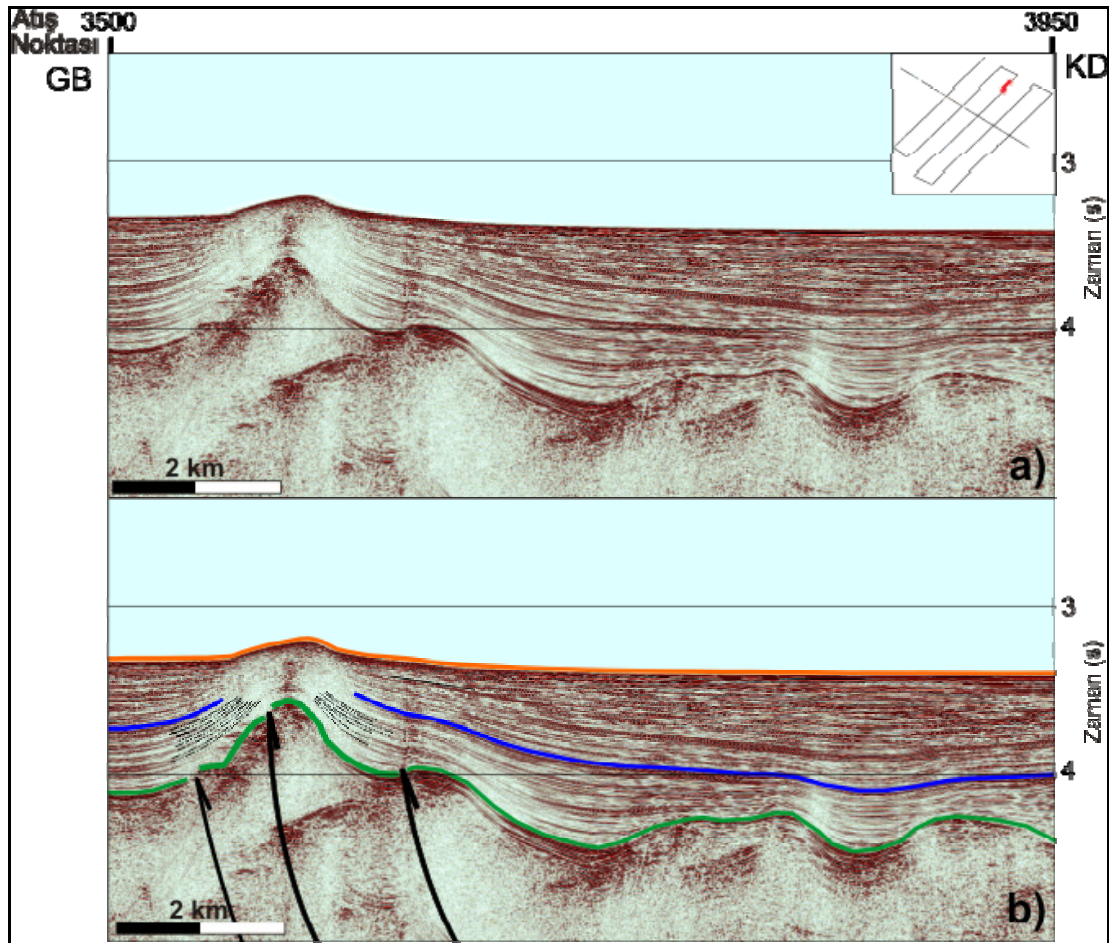 Atış 3500 3950
Noktası
GB KD
3
Zaman (s)
4
2 km
a)
3
Zaman (s)
4
2 km
b)